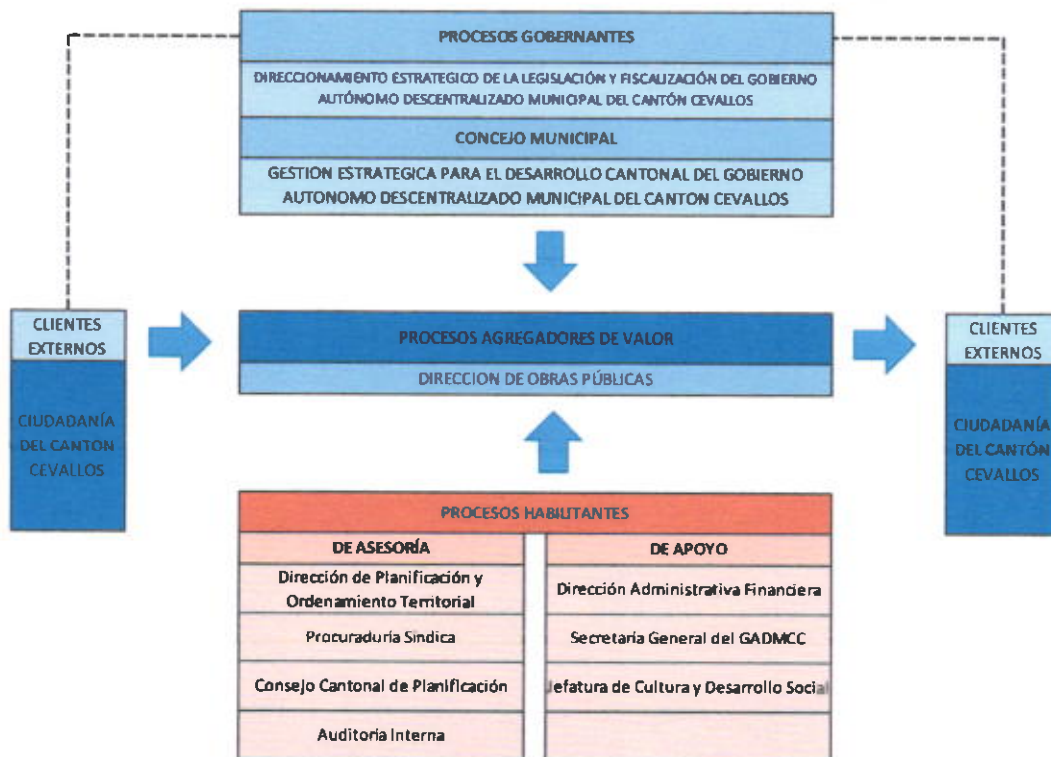 PROCESOS GOBERNANTES
DIRECCIONAMIENTO ESTRATEGICO DE LA LEGISLACIÓN Y FISCALIZACIÓN DEL GOBIERNO
AUTÓNOMO DESCENTRALIZADO MUNICIPAL DEL CANTÓN CEVALLOS
CONCEJO MUNICIPAL
GESTION ESTRATEGICA PARA EL DESARROLLO CANTONAL DEL GOBIERNO
AUTONOMO DESCENTRALIZADO MUNICIPAL DEL CANTON CEVALLOS
CLIENTES
EXTERNOS
CIUDADANÍA
DEL CANTON
CEVALLOS
PROCESOS AGREGADORES DE VALOR
DIRECCION DE OBRAS PÚBLICAS
CLIENTES
EXTERNOS
CIUDADANÍA
DEL CANTÓN
CEVALLOS
PROCESOS HABILITANTES
DE ASESORÍA
Dirección de Planificación y
Ordenamiento Territorial
Procuraduría Sindica
Consejo Cantonal de Planificación
Auditoría Interna
DE APOYO
Dirección Administrativa Financiera
Secretaría General del GADMCC
Jefatura de Cultura y Desarrollo Social